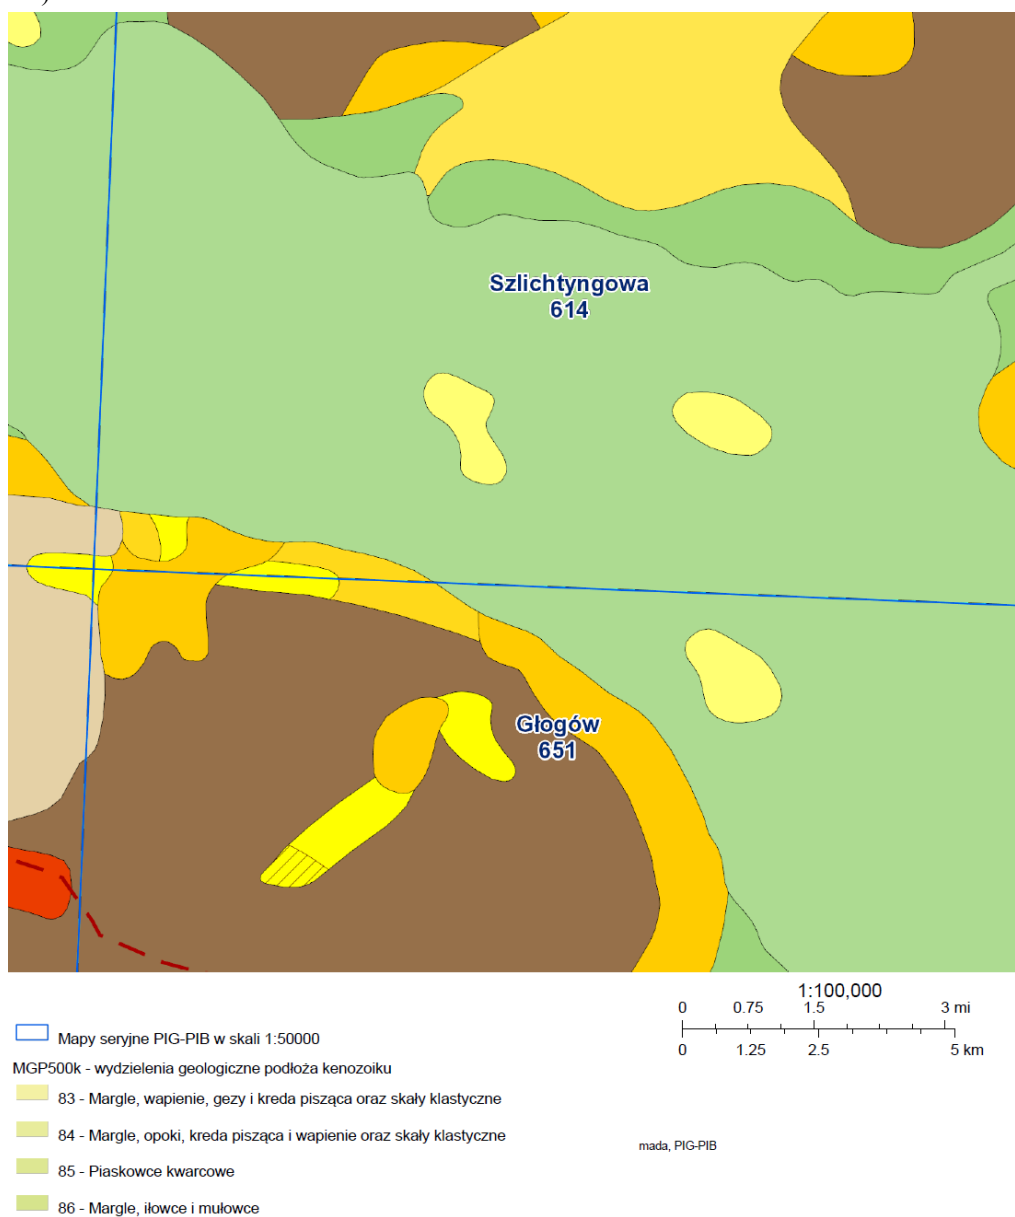 )
Szlichtyngowa
614
Głogów
651
1:100,000
0 0.75 1.5 3 mi
0 1.25 2.5 5 km
Mapy seryjne PIG-PIB w skali 1:50000
MGP500k - wydzielenia geologiczne podłoża kenozoiku
83 - Margle, wapienie, gezy i kreda pisząca oraz skały klastyczne
84 - Margle, opoki, kreda pisząca i wapienie oraz skały klastyczne
mada, PIG-PIB
85 - Piaskowce kwarcowe
86 - Margle, iłowce i mułowce